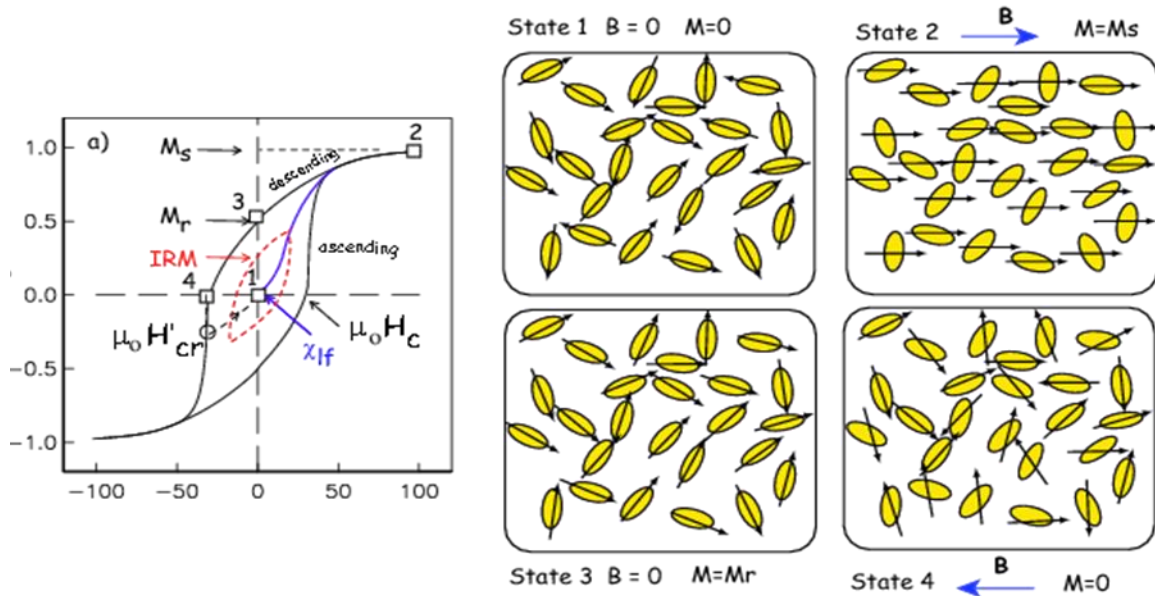 a)
1.0
0.5
0.0
-0.5
-1.0
−100
−50
0
50
100
Ms
Mr
IRM
descending
ascending
1
2
3
4
μoH'cr
μoHc
χlf
State 1 B = 0 M=0
State 2 B M=Ms
State 3 B = 0 M=Mr
State 4 B M=0